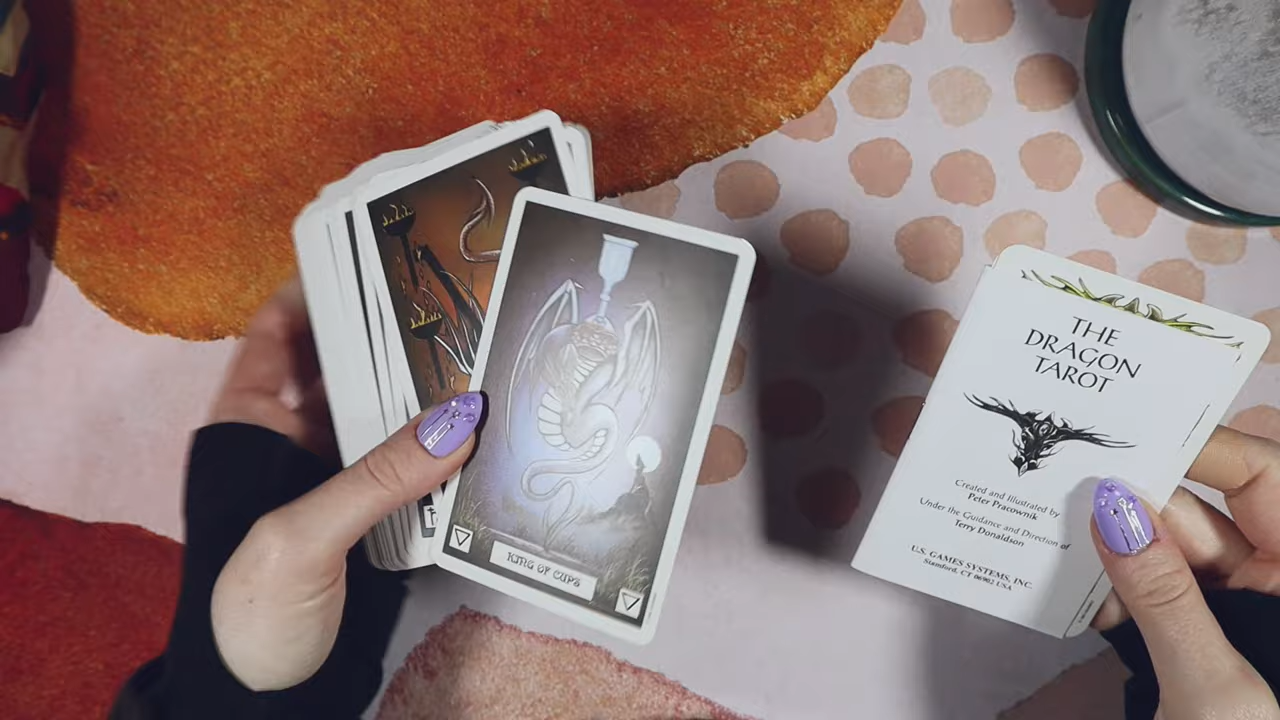 KING OF CUPS
THE
DRAGON
TAROT
Created and Illustrated by
Peter Pracownik
Under the Guidance and Direction of
Terry Donaldson
U.S. GAMES SYSTEMS, INC.
Stamford, CT 06902 USA